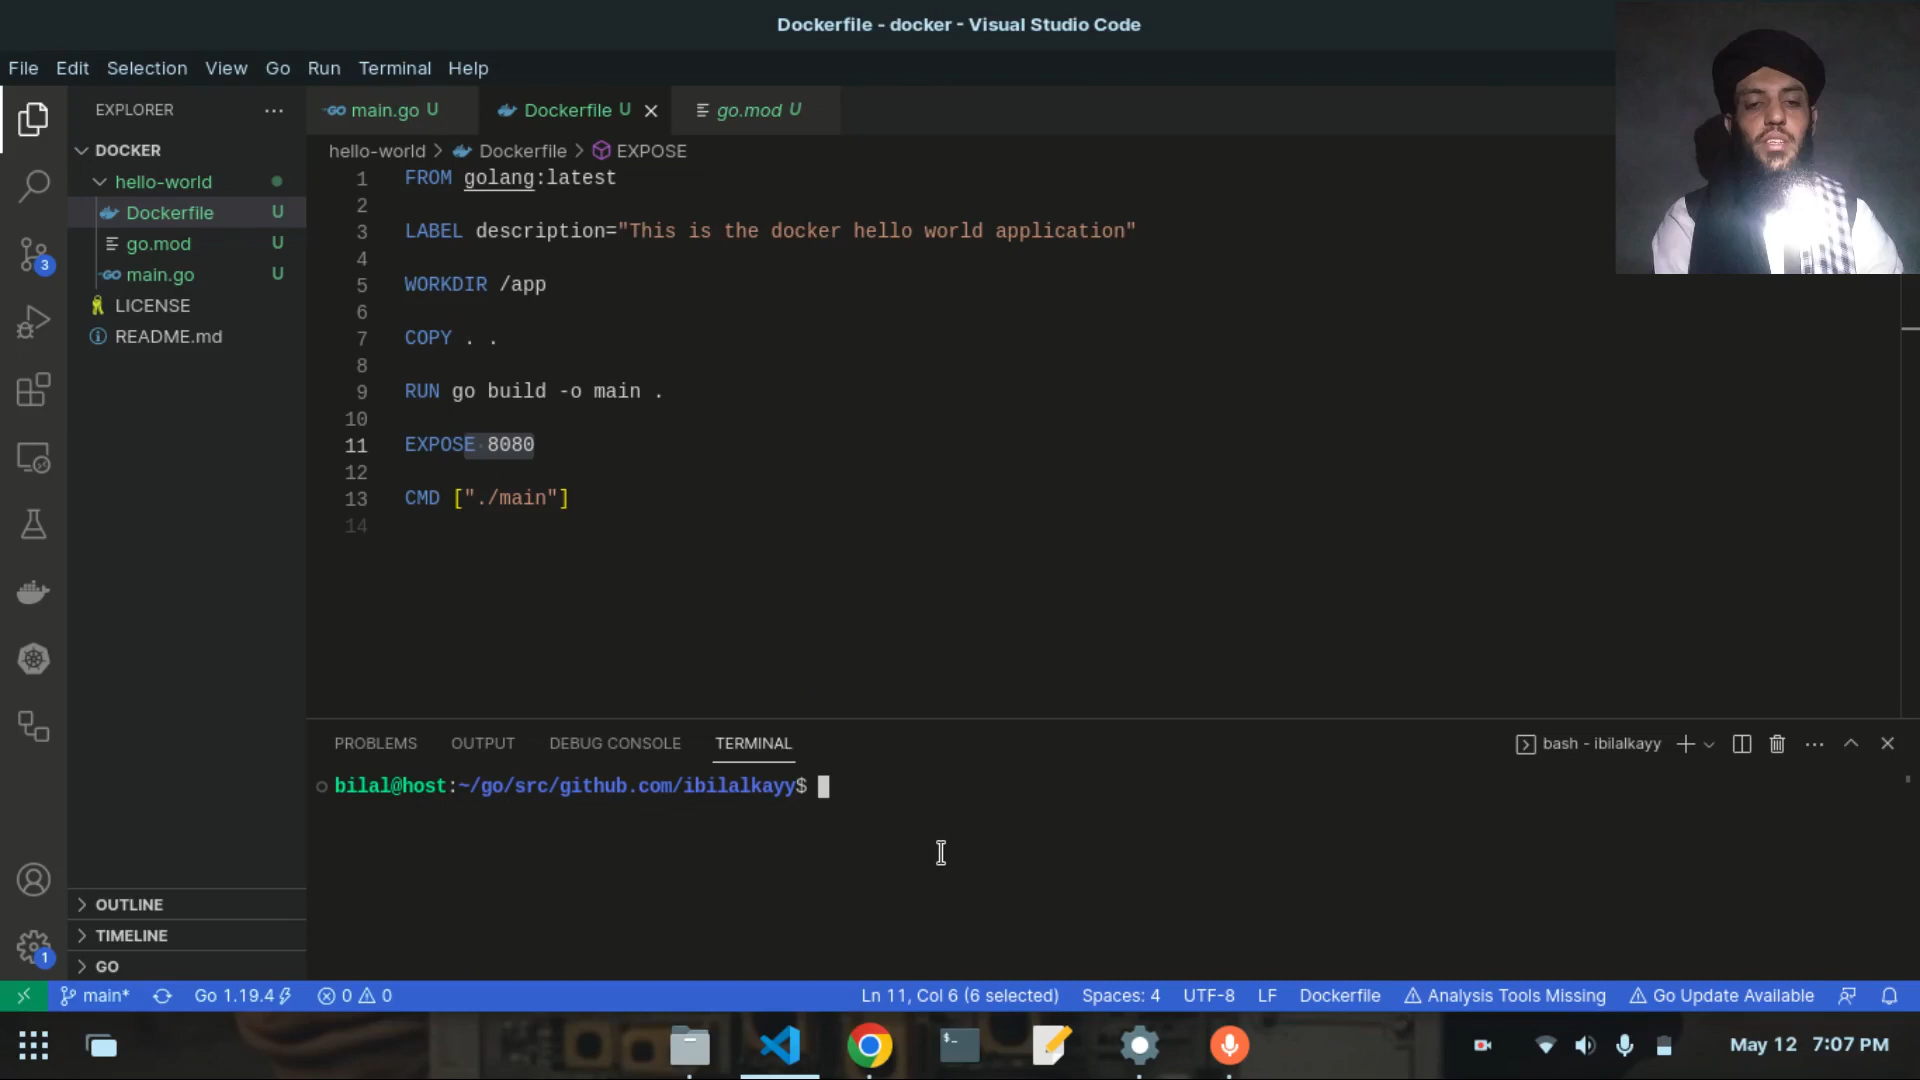 Dockerfile - docker - Visual Studio Code
File Edit Selection View Go Run Terminal Help
EXPLORER
main.go U
Dockerfile U
go.mod U
DOCKER
hello-world
Dockerfile U
go.mod U
main.go U
LICENSE
README.md
hello-world > Dockerfile > EXPOSE
1 FROM golang:latest
2
3 LABEL description="This is the docker hello world application"
4
5 WORKDIR /app
6
7 COPY . .
8
9 RUN go build -o main .
10
11 EXPOSE 8080
12
13 CMD ["./main"]
14
3
PROBLEMS OUTPUT DEBUG CONSOLE TERMINAL
bash - ibilalkayy
bilal@host:~/go/src/github.com/ibilalkayy$
OUTLINE
TIMELINE
GO
1
main* Go 1.19.4 0 0 Ln 11, Col 6 (6 selected) Spaces: 4 UTF-8 LF Dockerfile Analysis Tools Missing Go Update Available
May 12 7:07 PM